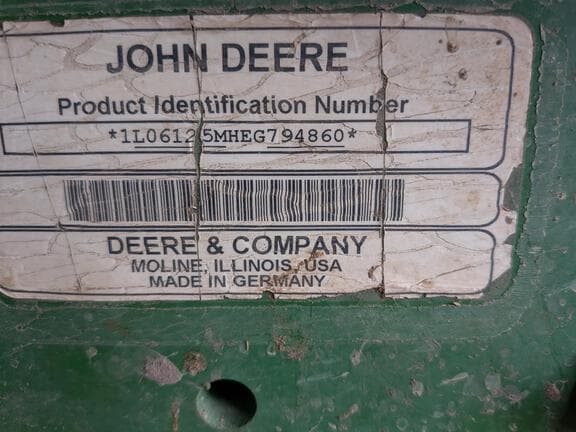 JOHN DEERE
Product Identification Number
*1L06125MHEG794860*
DEERE & COMPANY
MOLINE, ILLINOIS, USA
MADE IN GERMANY